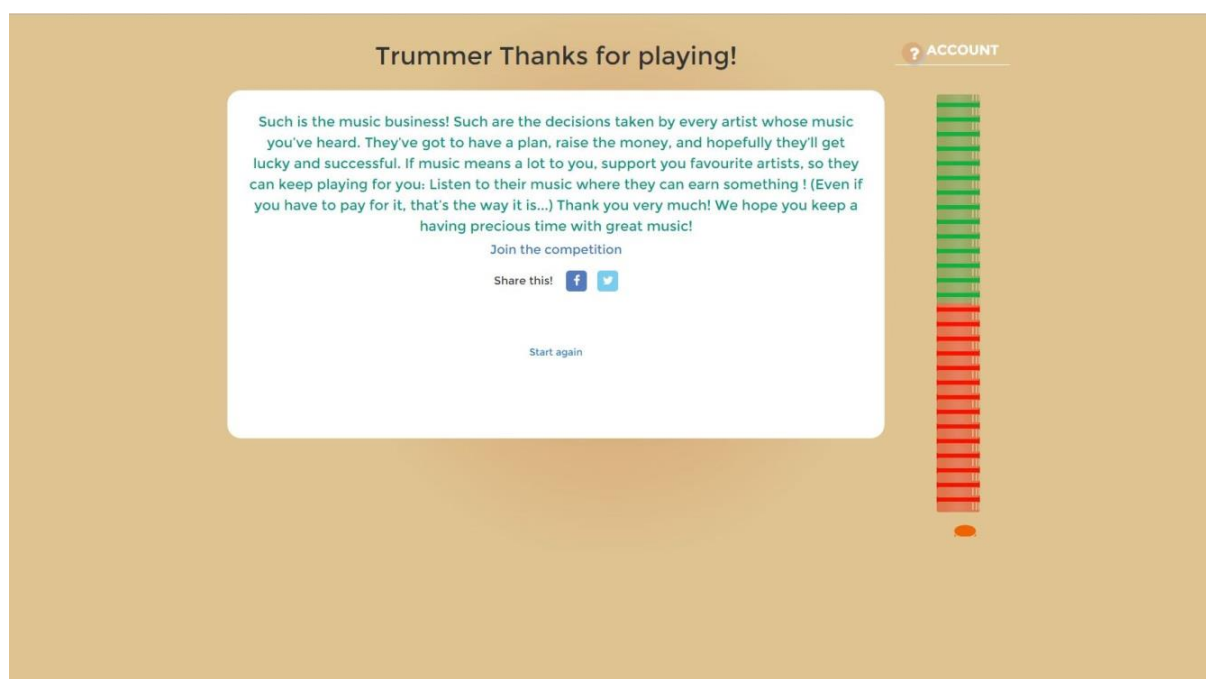 Trummer Thanks for playing!
? ACCOUNT
Such is the music business! Such are the decisions taken by every artist whose music
you've heard. They've got to have a plan, raise the money, and hopefully they'll get
lucky and successful. If music means a lot to you, support you favourite artists, so they
can keep playing for you: Listen to their music where they can earn something ! (Even if
you have to pay for it, that's the way it is...) Thank you very much! We hope you keep a
having precious time with great music!
Join the competition
Share this!
Start again